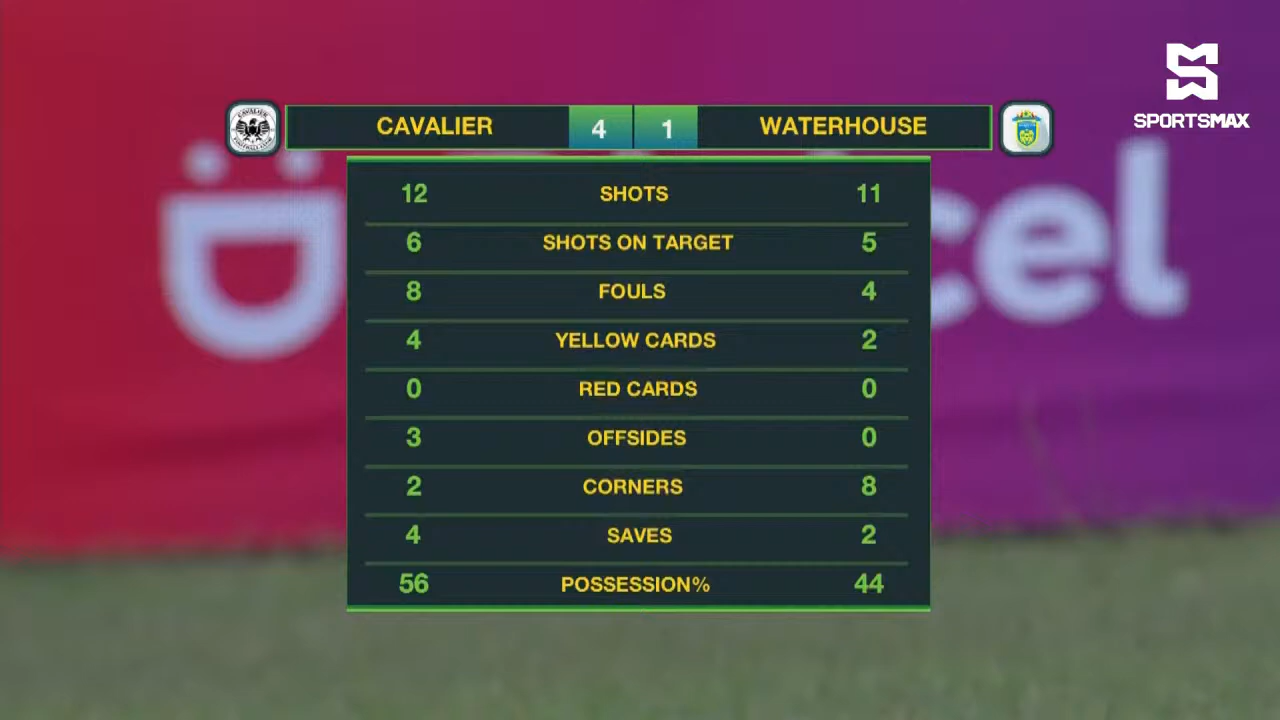 SPORTSMAX
CAVALIER 4 1 WATERHOUSE
12 SHOTS 11
6 SHOTS ON TARGET 5
8 FOULS 4
4 YELLOW CARDS 2
0 RED CARDS 0
3 OFFSIDES 0
2 CORNERS 8
4 SAVES 2
56 POSSESSION% 44
cel